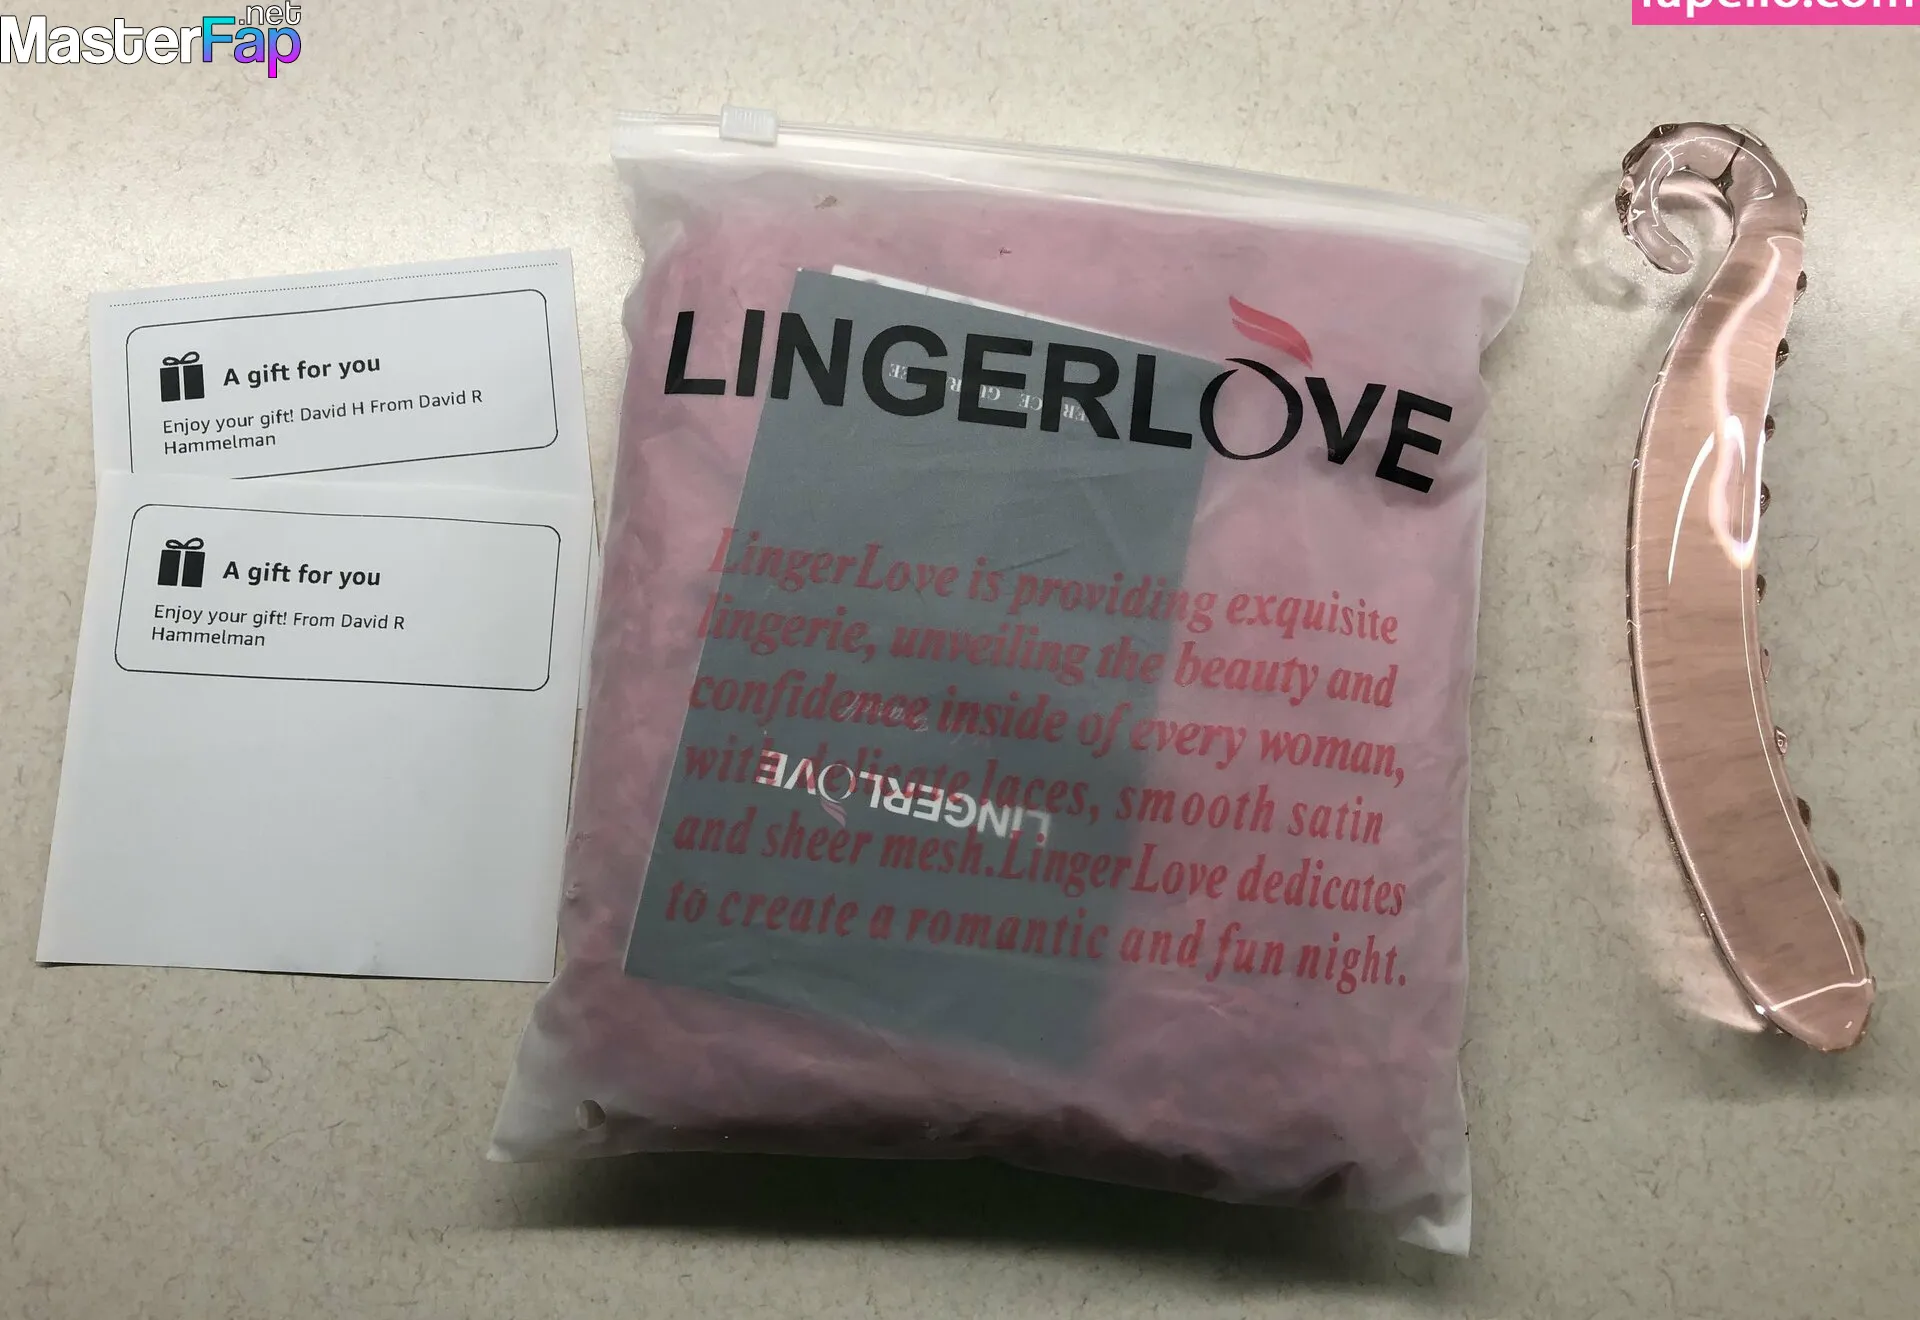 MasterFap.net
A gift for you
Enjoy your gift! David H From David R
Hammelman
A gift for you
Enjoy your gift! From David R
Hammelman
LINGERLOVE
LingerLove is providing exquisite
lingerie, unveiling the beauty and
confidence inside of every woman,
with delicate laces, smooth satin
and sheer mesh.LingerLove dedicates
to create a romantic and fun night.
LINGERLOVE